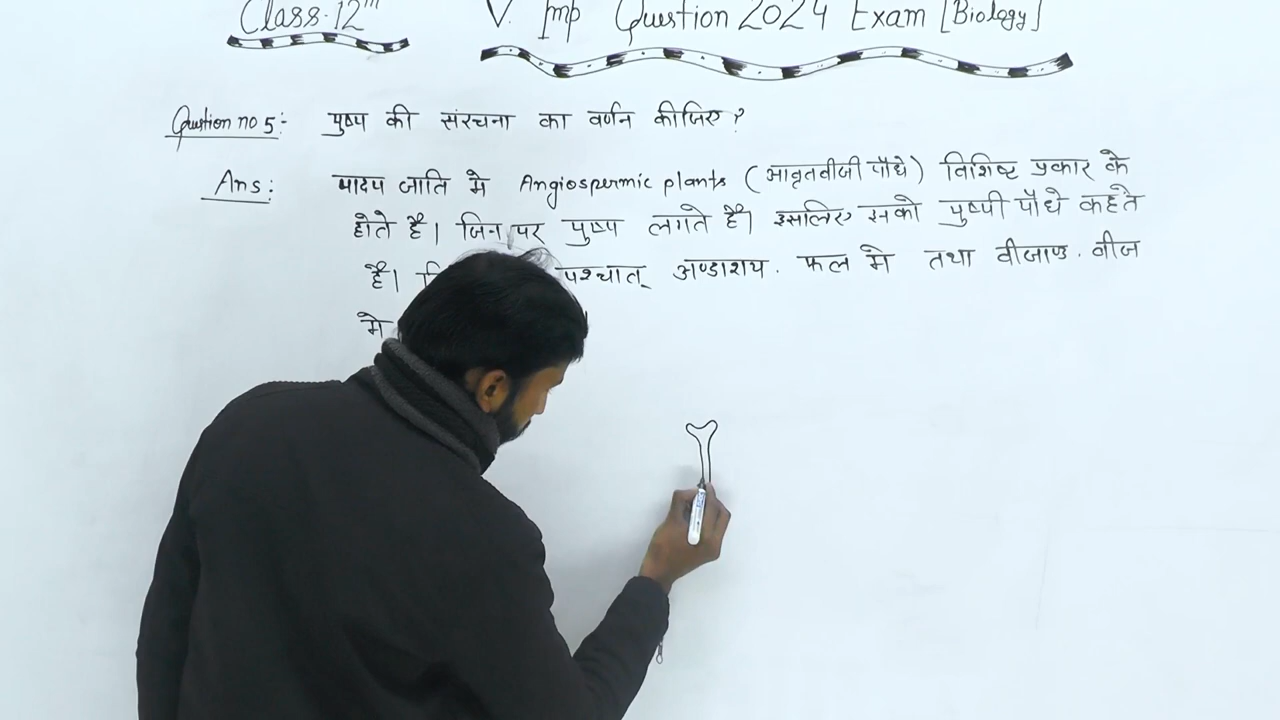 Class-12th V. Imp Question 2024 Exam [Biology]
Question no 5:- पुष्प की संरचना का वर्णन कीजिए ?
Ans: पादप जाति मे Angiospermic plants (आवृतबीजी पौधे) विशिष्ट प्रकार के
होते है। जिन पर पुष्प लगते है। इसलिए इसको पुष्पी पौधे कहते
है। पश्चात् अण्डाशय. फल मे तथा बीजाण्ड. बीज
मे